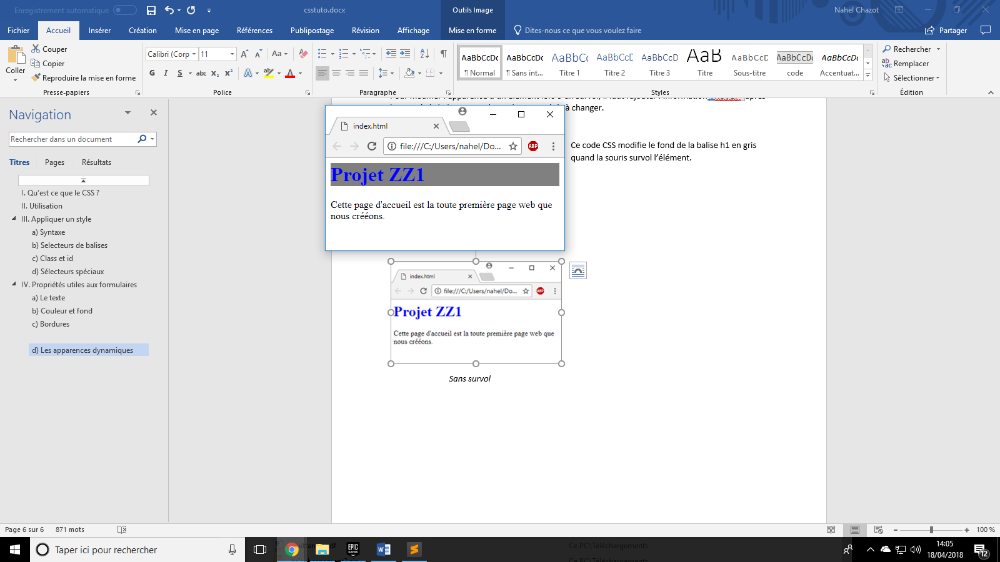 Enregistrement automatique
csstuto.docx
Outils Image
Nahel Chazot
Fichier
Accueil
Insérer
Création
Mise en page
Références
Publipostage
Révision
Affichage
Mise en forme
Dites-nous ce que vous voulez faire
Partager
Coller
Couper
Copier
Reproduire la mise en forme
Presse-papiers
Calibri (Corp
11
Police
Paragraphe
AaBbCcDc
¶ Normal
AaBbCcDc
¶ Sans int...
AaBbCc
Titre 1
AaBbCcD
Titre 2
AaBbCcD
Titre 3
AaB
Titre
AaBbCcD
Sous-titre
AaBbCcDc
code
AaBbCcDc
Accentuat...
Styles
Rechercher
Remplacer
Sélectionner
Édition
Navigation
Rechercher dans un document
Titres
Pages
Résultats
I. Qu'est ce que le CSS ?
II. Utilisation
III. Appliquer un style
a) Syntaxe
b) Selecteurs de balises
c) Class et id
d) Sélecteurs spéciaux
IV. Propriétés utiles aux formulaires
a) Le texte
b) Couleur et fond
c) Bordures
d) Les apparences dynamiques
à changer.
index.html
file:///C:/Users/nahel/Do...
ABP
Projet ZZ1
Cette page d'accueil est la toute première page web que
nous crééons.
Ce code CSS modifie le fond de la balise h1 en gris
quand la souris survol l'élément.
index.html
file:///C:/Users/nahel/Do...
ABP
Projet ZZ1
Cette page d'accueil est la toute première page web que
nous crééons.
Sans survol
Page 6 sur 6
871 mots
100 %
Taper ici pour rechercher
EPIC
GAMES
Ce PC\Téléchargements
14:05
18/04/2018
12